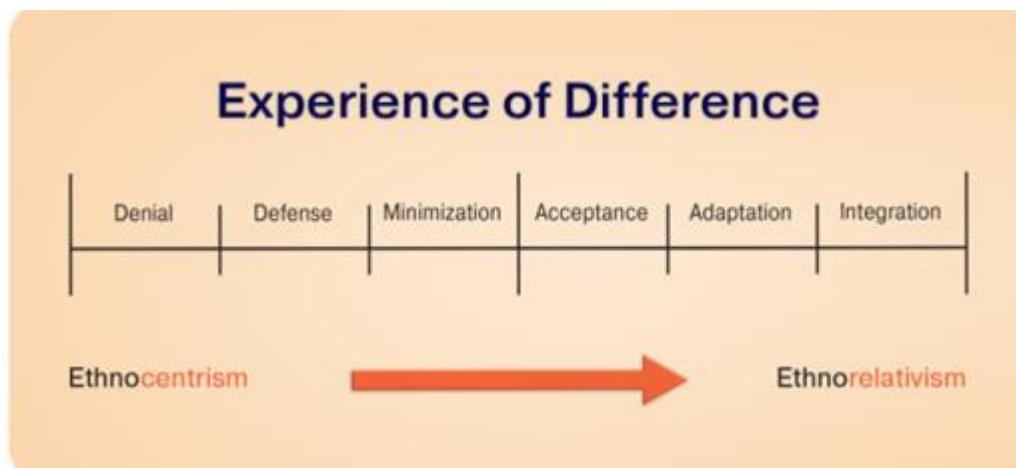 Experience of Difference
Denial Defense Minimization Acceptance Adaptation Integration
Ethnocentrism Ethnorelativism